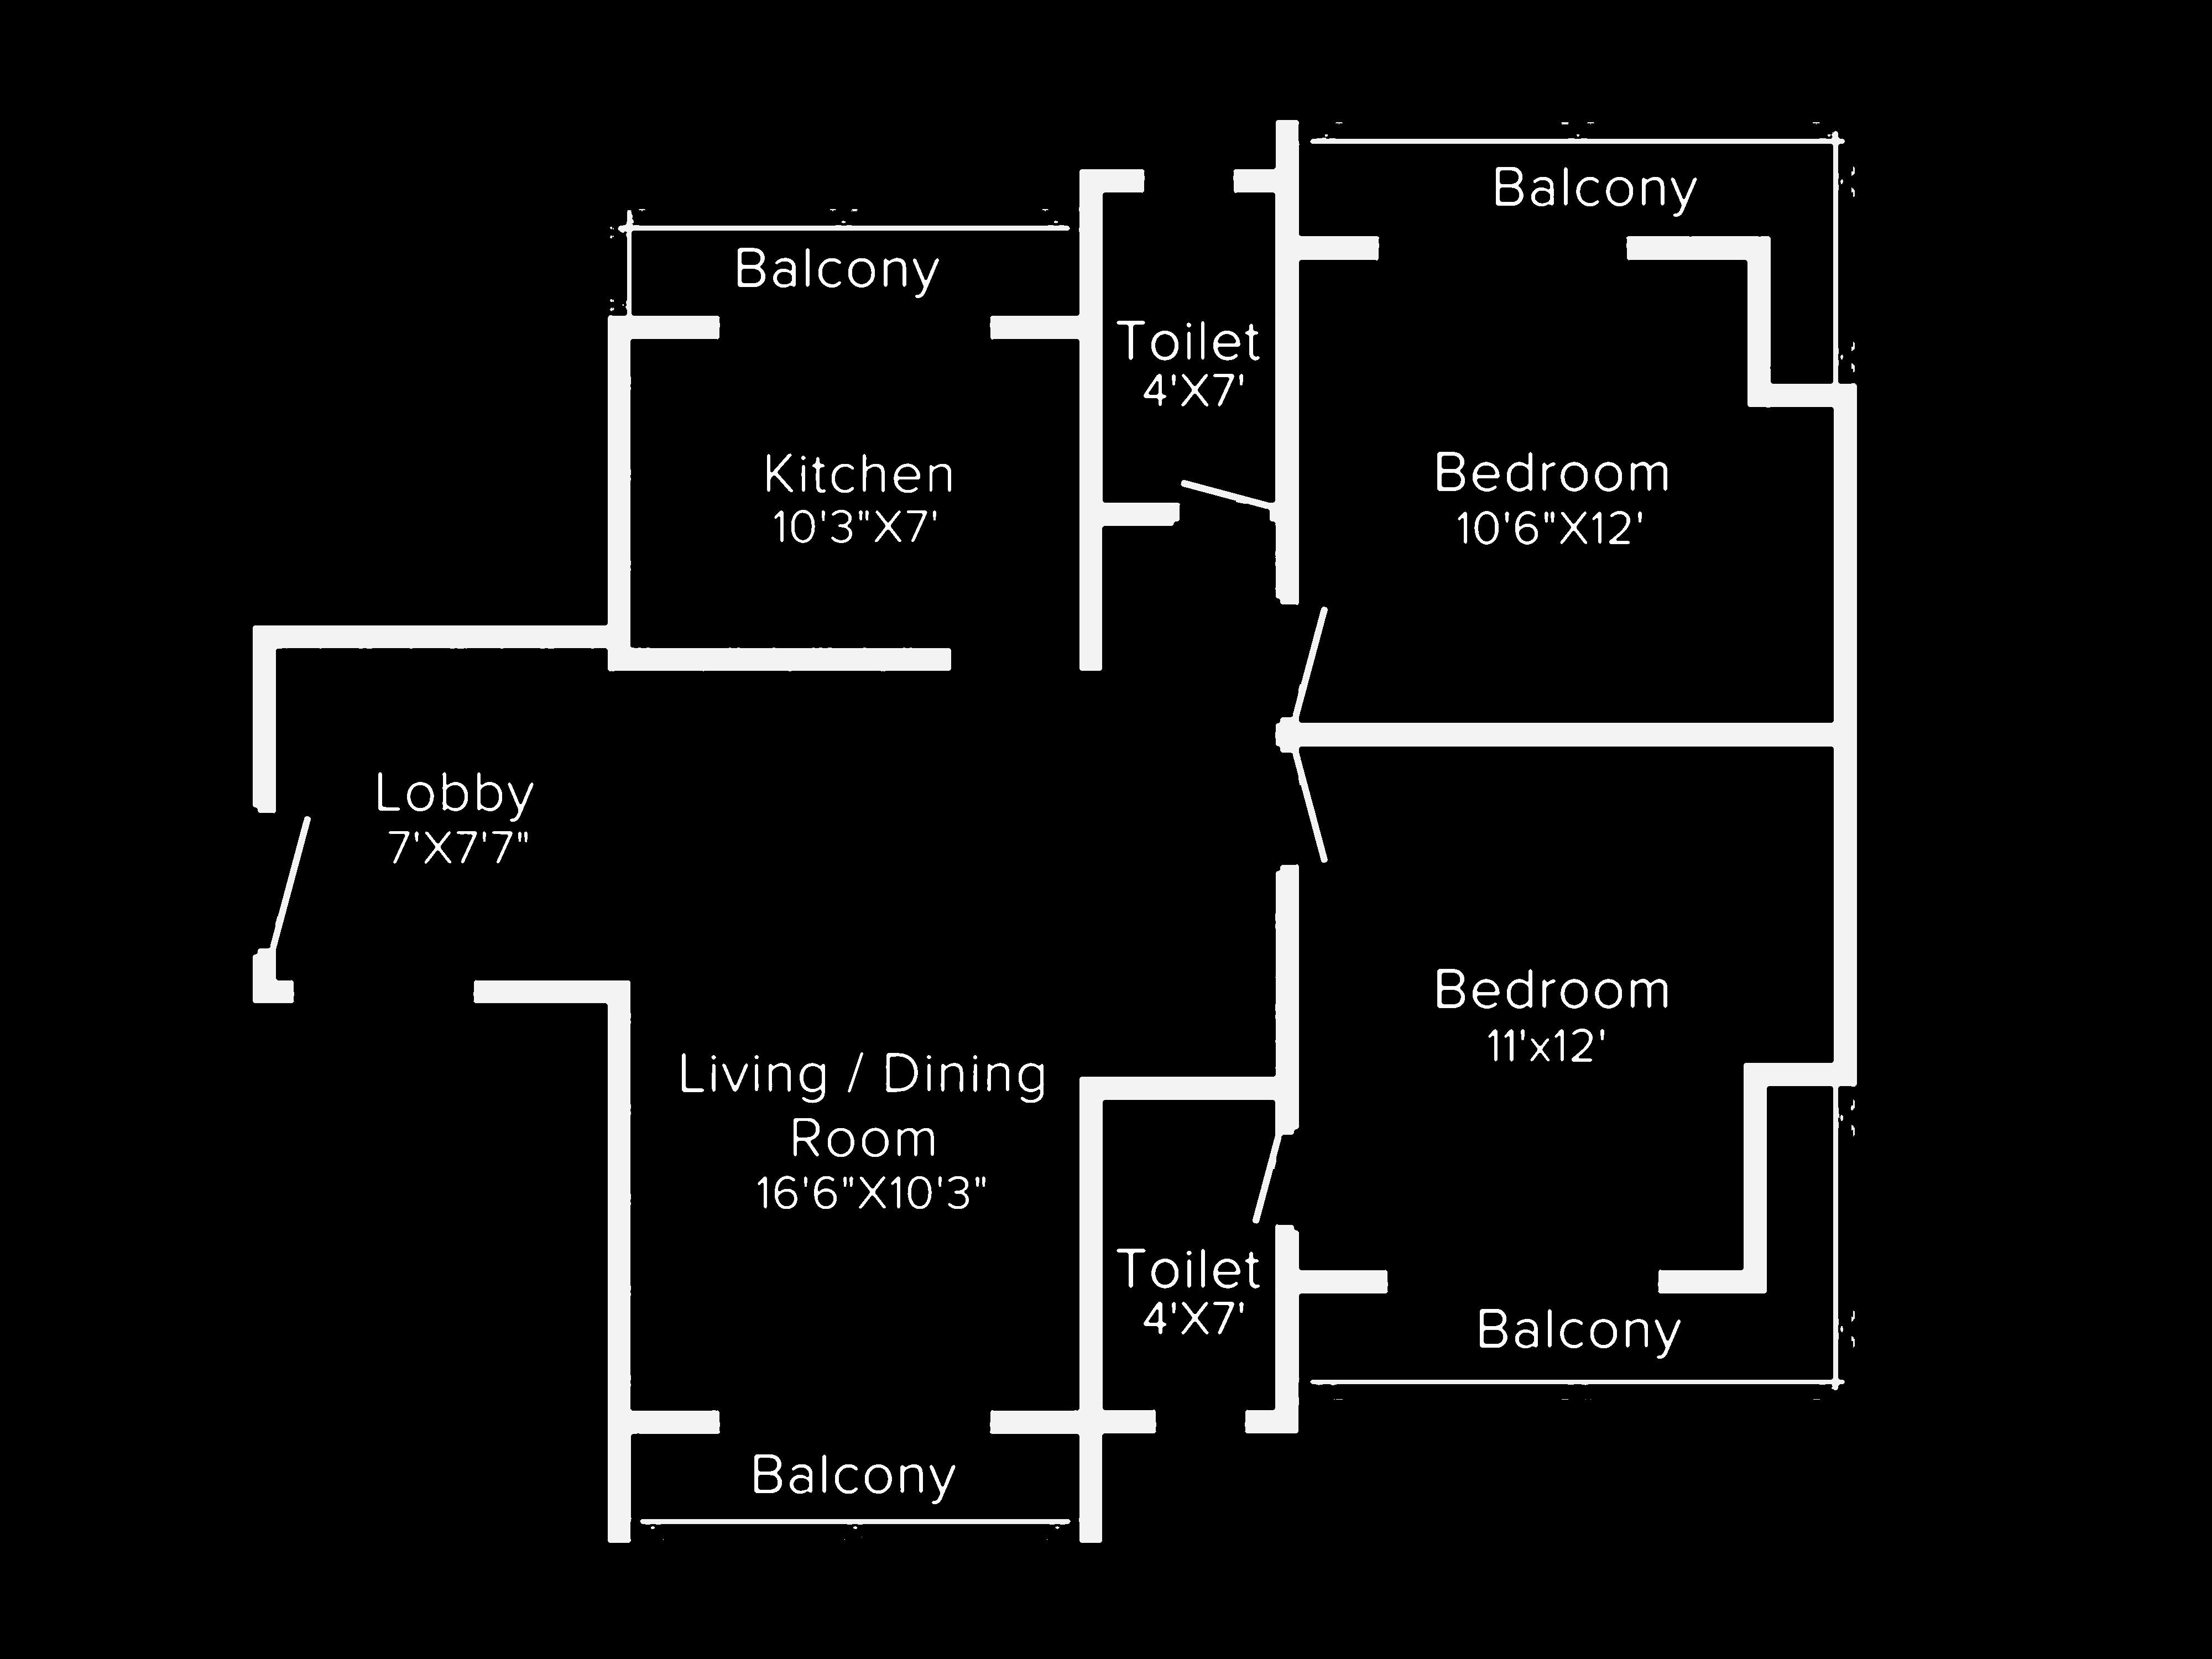 Balcony
Balcony
Toilet
4'X7'
Kitchen
10'3"X7'
Bedroom
10'6"X12'
Lobby
7'X7'7"
Bedroom
11'x12'
Living / Dining
Room
16'6"X10'3"
Toilet
4'X7'
Balcony
Balcony